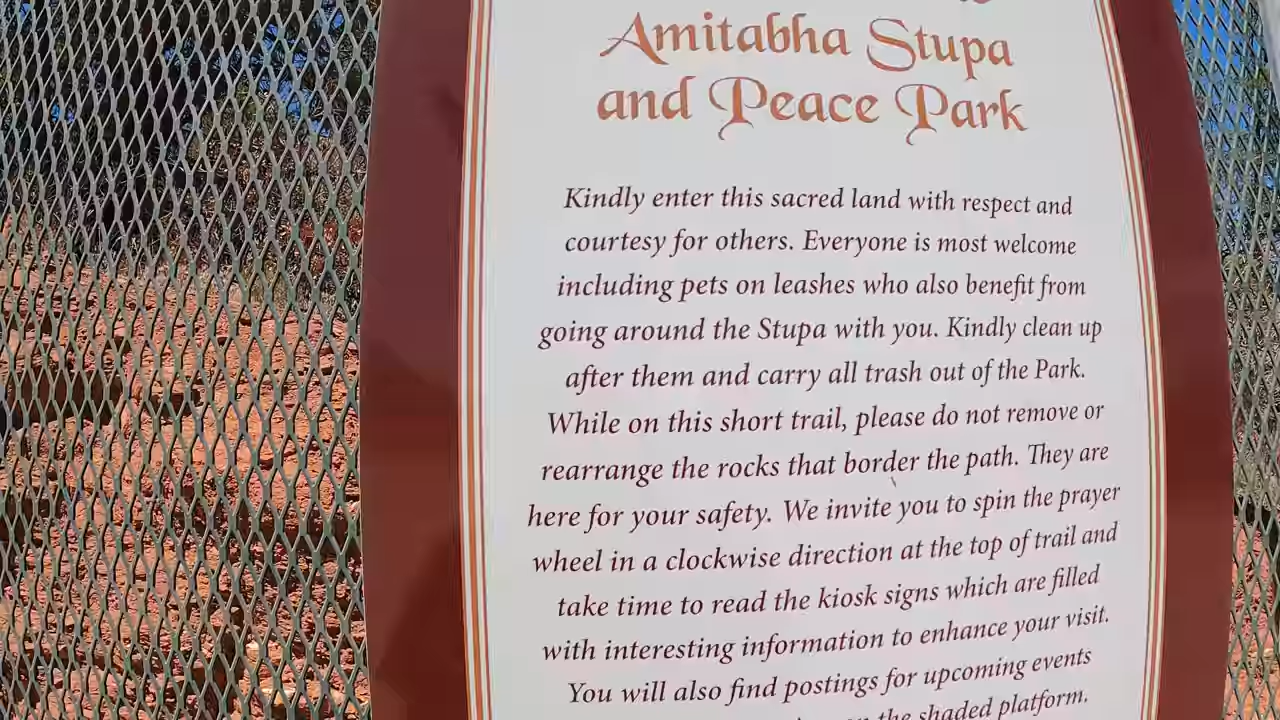 Amitabha Stupa
and Peace Park
Kindly enter this sacred land with respect and
courtesy for others. Everyone is most welcome
including pets on leashes who also benefit from
going around the Stupa with you. Kindly clean up
after them and carry all trash out of the Park.
While on this short trail, please do not remove or
rearrange the rocks that border the path. They are
here for your safety. We invite you to spin the prayer
wheel in a clockwise direction at the top of trail and
take time to read the kiosk signs which are filled
with interesting information to enhance your visit.
You will also find postings for upcoming events
the shaded platform.